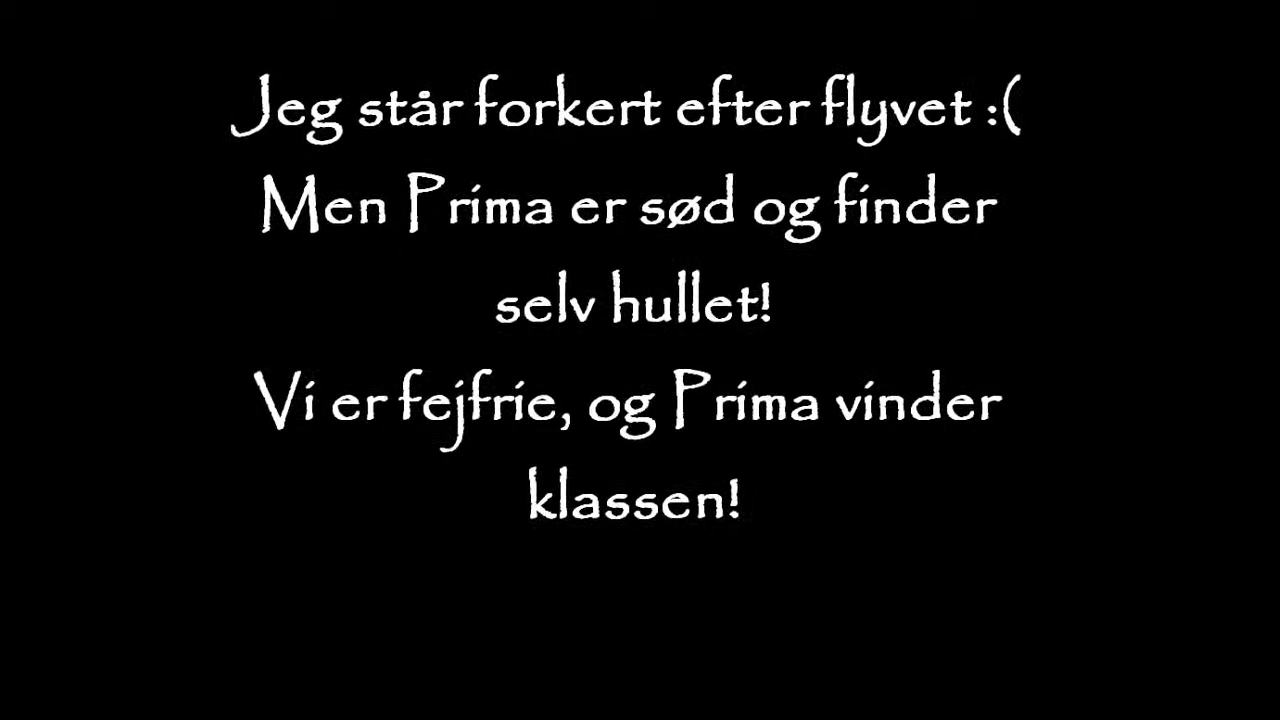 Jeg står forkert efter flyvet :(
Men Prima er sød og finder
selv hullet!
Vi er fejfrie, og Prima vinder
klassen!